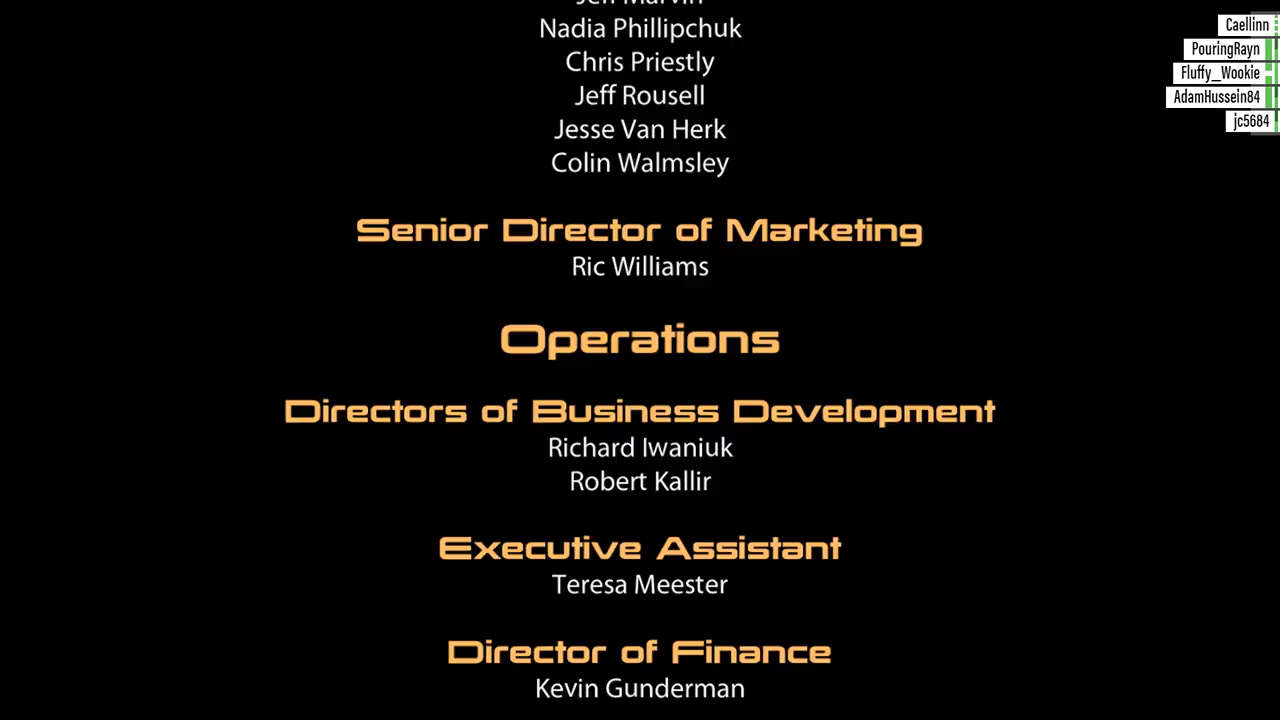 Jeff Marvin
Nadia Phillipchuk
Chris Priestly
Jeff Rousell
Jesse Van Herk
Colin Walmsley
Senior Director of Marketing
Ric Williams
Operations
Directors of Business Development
Richard Iwaniuk
Robert Kallir
Executive Assistant
Teresa Meester
Director of Finance
Kevin Gunderman
Caellinn
PouringRayn
Fluffy_Wookie
AdamHussein84
jc5684